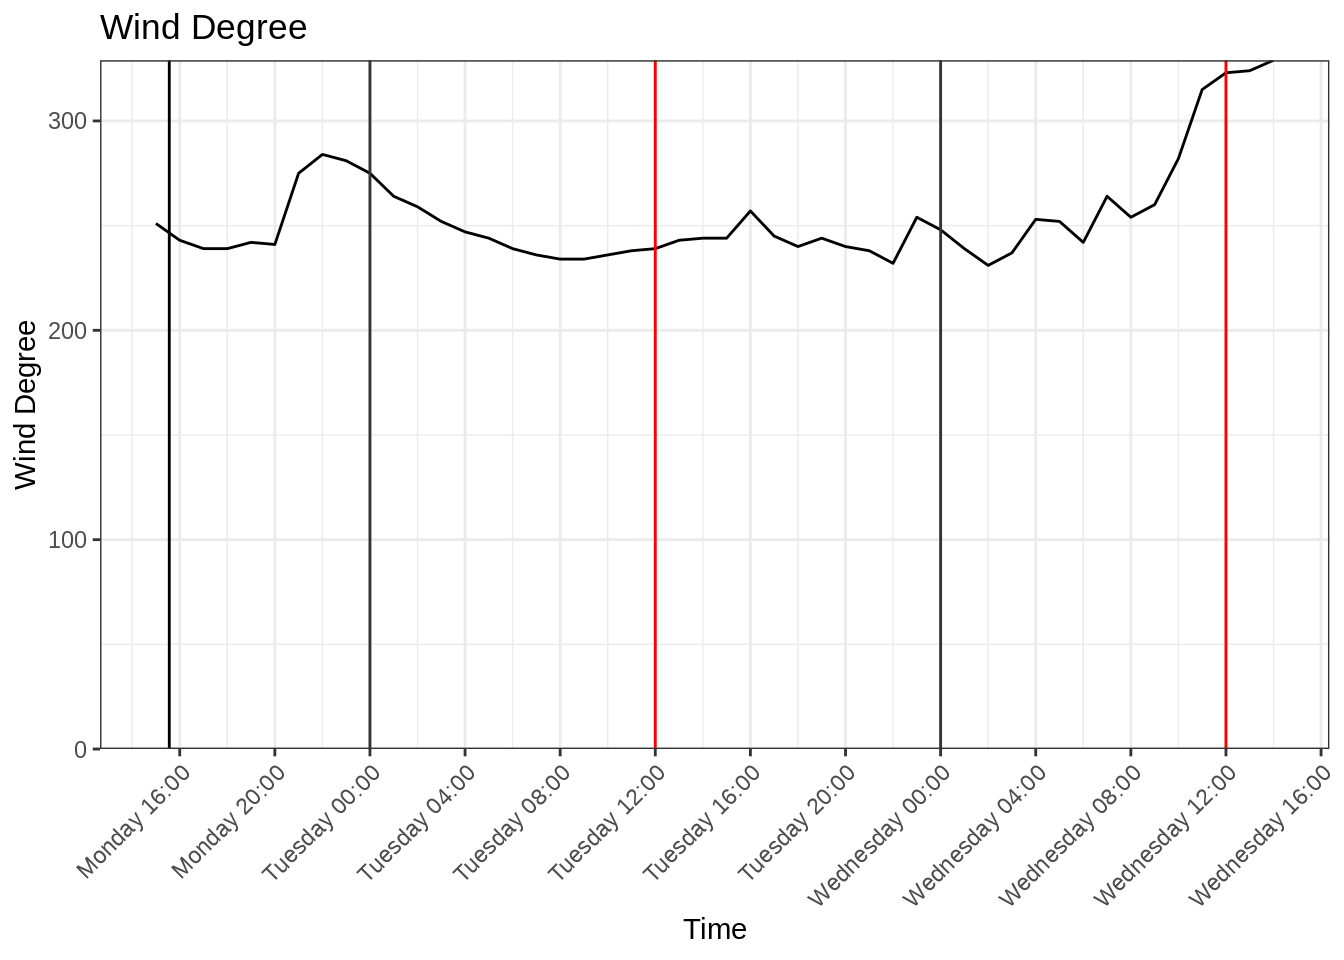 Wind Degree
Wind Degree
300
200
100
0
Monday 16:00
Monday 20:00
Tuesday 00:00
Tuesday 04:00
Tuesday 08:00
Tuesday 12:00
Tuesday 16:00
Tuesday 20:00
Wednesday 00:00
Wednesday 04:00
Wednesday 08:00
Wednesday 12:00
Wednesday 16:00
Time